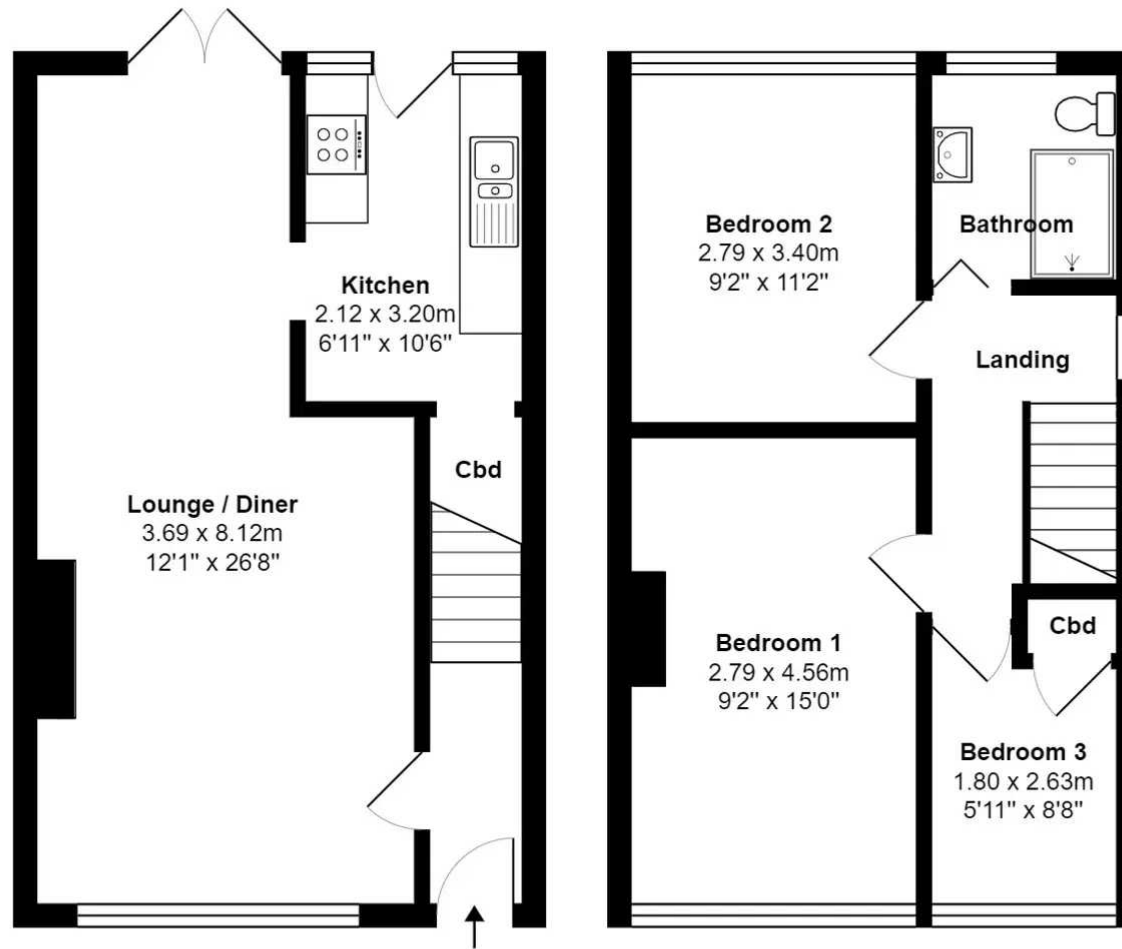 Kitchen
2.12 x 3.20m
6'11" x 10'6"
Cbd
Lounge / Diner
3.69 x 8.12m
12'1" x 26'8"
Bedroom 2
2.79 x 3.40m
9'2" x 11'2"
Bathroom
Landing
Bedroom 1
2.79 x 4.56m
9'2" x 15'0"
Cbd
Bedroom 3
1.80 x 2.63m
5'11" x 8'8"